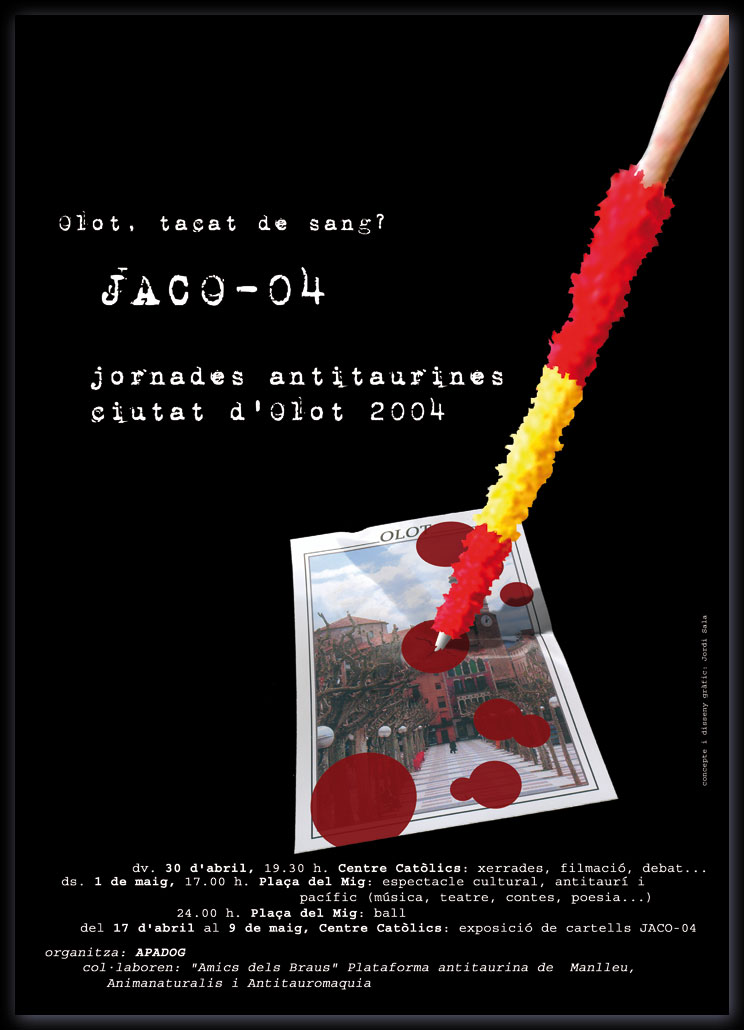 Olot, taçat de sang?
JACO-04
jornades antitaurines
ciutat d'Olot 2004
OLOT
concepte i disseny gràfic: Jordi Sala
dv. 30 d'abril, 19.30 h. Centre Catòlics: xerrades, filmació, debat...
ds. 1 de maig, 17.00 h. Plaça del Mig: espectacle cultural, antitaurí i
pacífic (música, teatre, contes, poesia...)
24.00 h. Plaça del Mig: ball
del 17 d'abril al 9 de maig, Centre Catòlics: exposició de cartells JACO-04
organitza: APADOG
col·laboren: "Amics dels Braus" Plataforma antitaurina de Manlleu,
Animanaturalis i Antitauromaquia